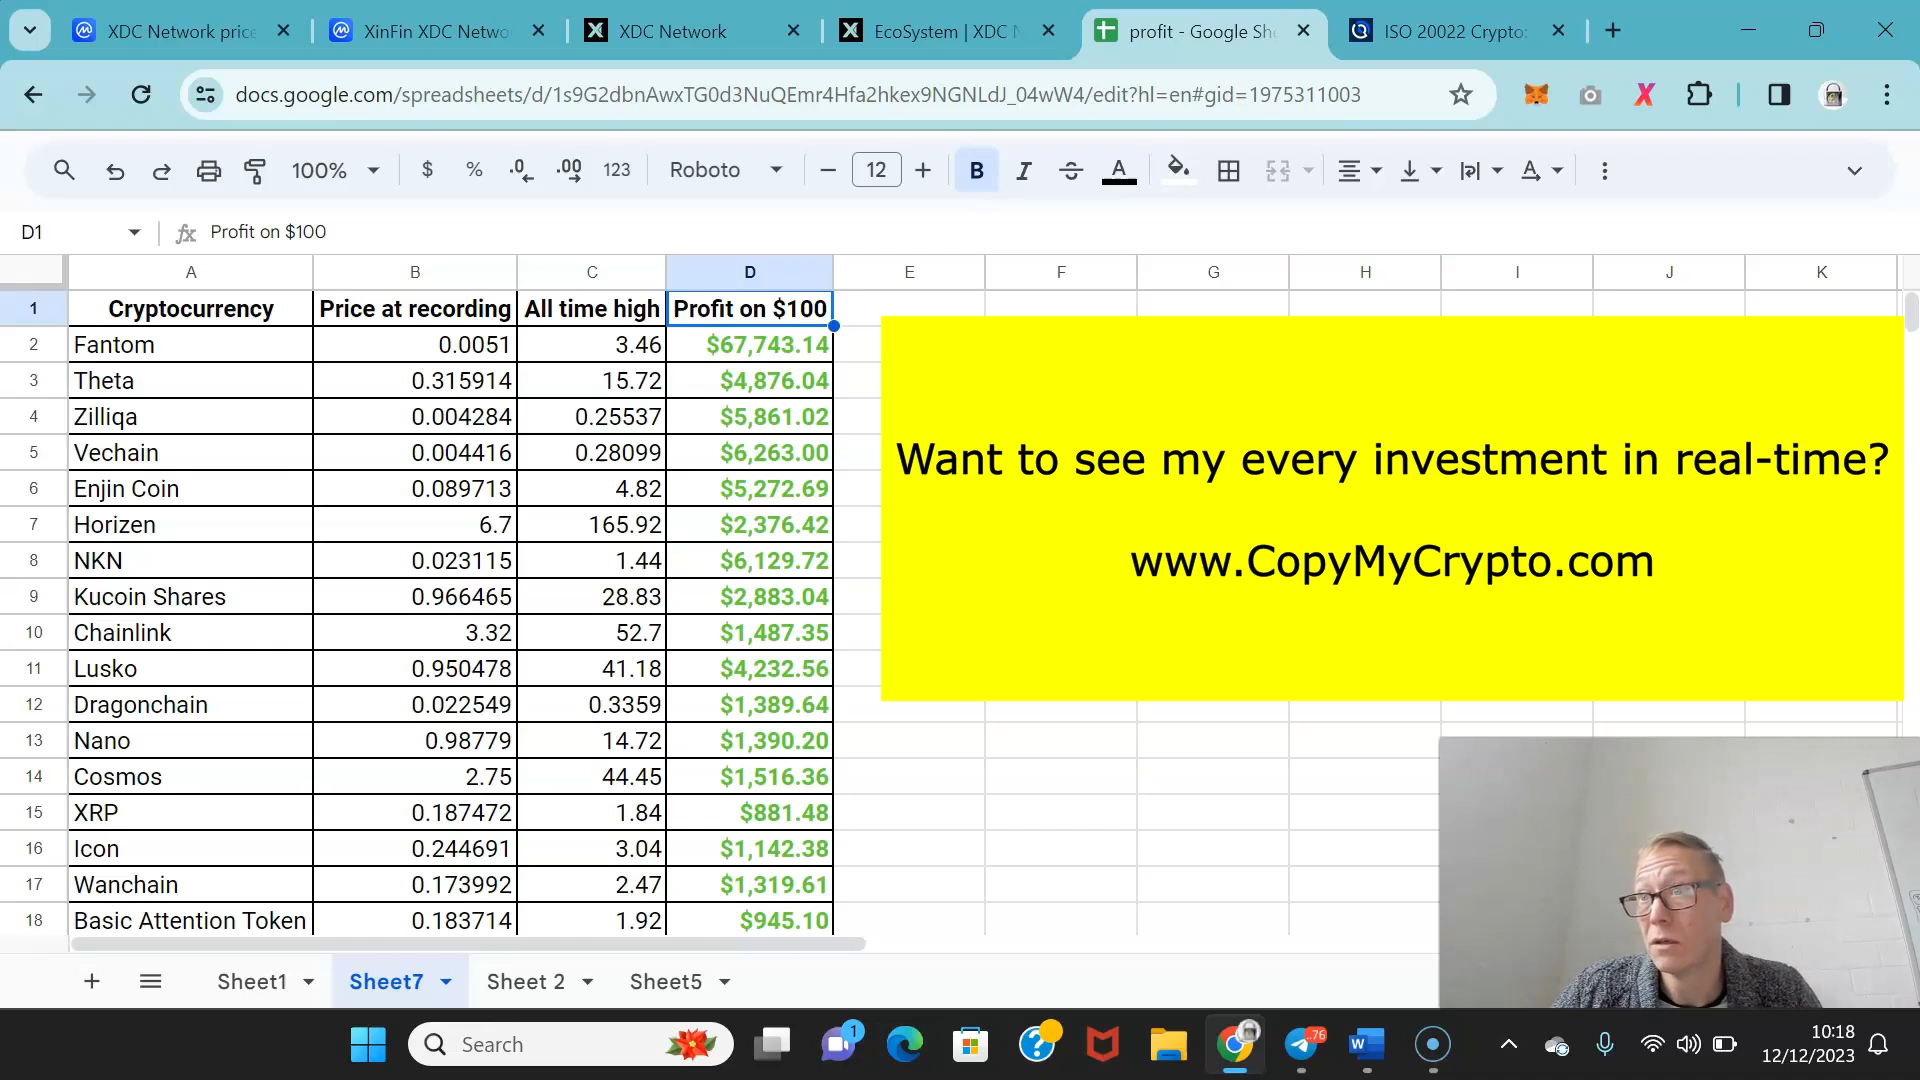 XDC Network price
XinFin XDC Netwo
XDC Network
EcoSystem | XDC N
profit - Google She
ISO 20022 Crypto:
docs.google.com/spreadsheets/d/1s9G2dbnAwxTG0d3NuQEmr4Hfa2hkex9NGNLdJ_04wW4/edit?hl=en#gid=1975311003
100% $ % .0 .00 123 Roboto 12 B I A
D1 Profit on $100
A B C D E F G H I J K
1 Cryptocurrency Price at recording All time high Profit on $100
2 Fantom 0.0051 3.46 $67,743.14
3 Theta 0.315914 15.72 $4,876.04
4 Zilliqa 0.004284 0.25537 $5,861.02
5 Vechain 0.004416 0.28099 $6,263.00
6 Enjin Coin 0.089713 4.82 $5,272.69
7 Horizen 6.7 165.92 $2,376.42
8 NKN 0.023115 1.44 $6,129.72
9 Kucoin Shares 0.966465 28.83 $2,883.04
10 Chainlink 3.32 52.7 $1,487.35
11 Lusko 0.950478 41.18 $4,232.56
12 Dragonchain 0.022549 0.3359 $1,389.64
13 Nano 0.98779 14.72 $1,390.20
14 Cosmos 2.75 44.45 $1,516.36
15 XRP 0.187472 1.84 $881.48
16 Icon 0.244691 3.04 $1,142.38
17 Wanchain 0.173992 2.47 $1,319.61
18 Basic Attention Token 0.183714 1.92 $945.10
Want to see my every investment in real-time?
www.CopyMyCrypto.com
Sheet1 Sheet7 Sheet 2 Sheet5
Search 1 76 10:18
12/12/2023